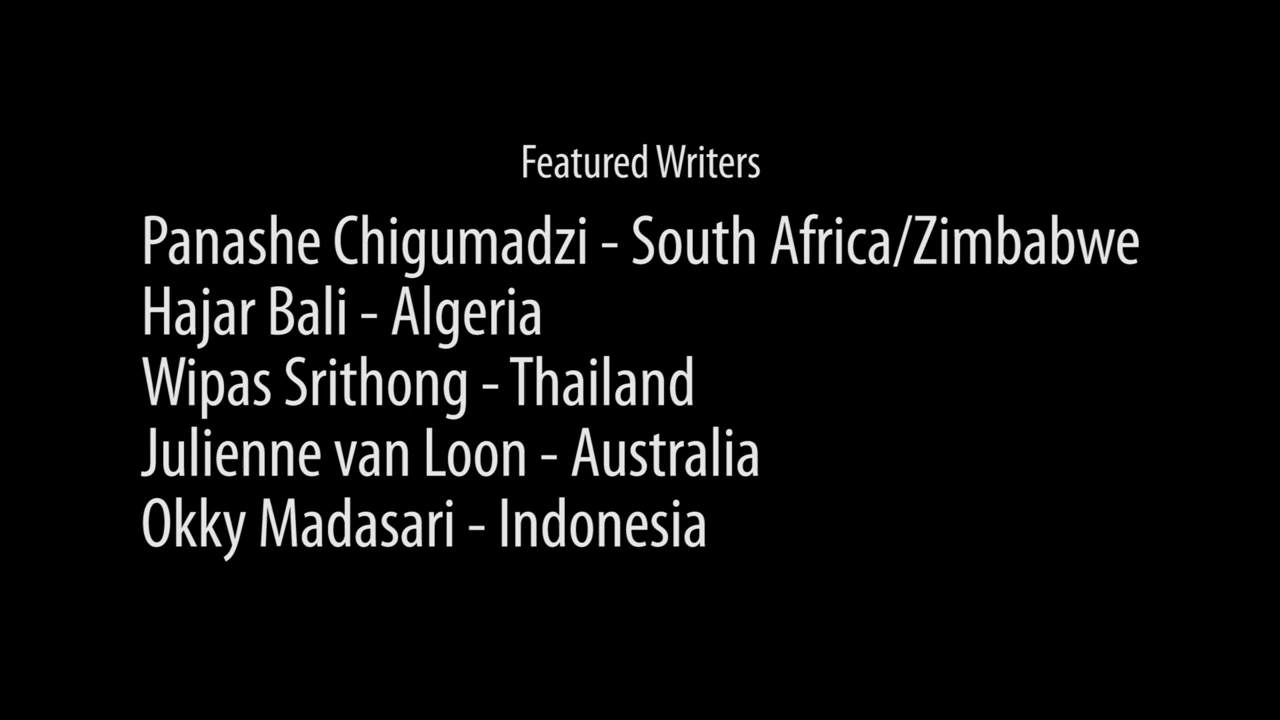 Featured Writers
Panashe Chigumadzi - South Africa/Zimbabwe
Hajar Bali - Algeria
Wipas Srithong - Thailand
Julienne van Loon - Australia
Okky Madasari - Indonesia